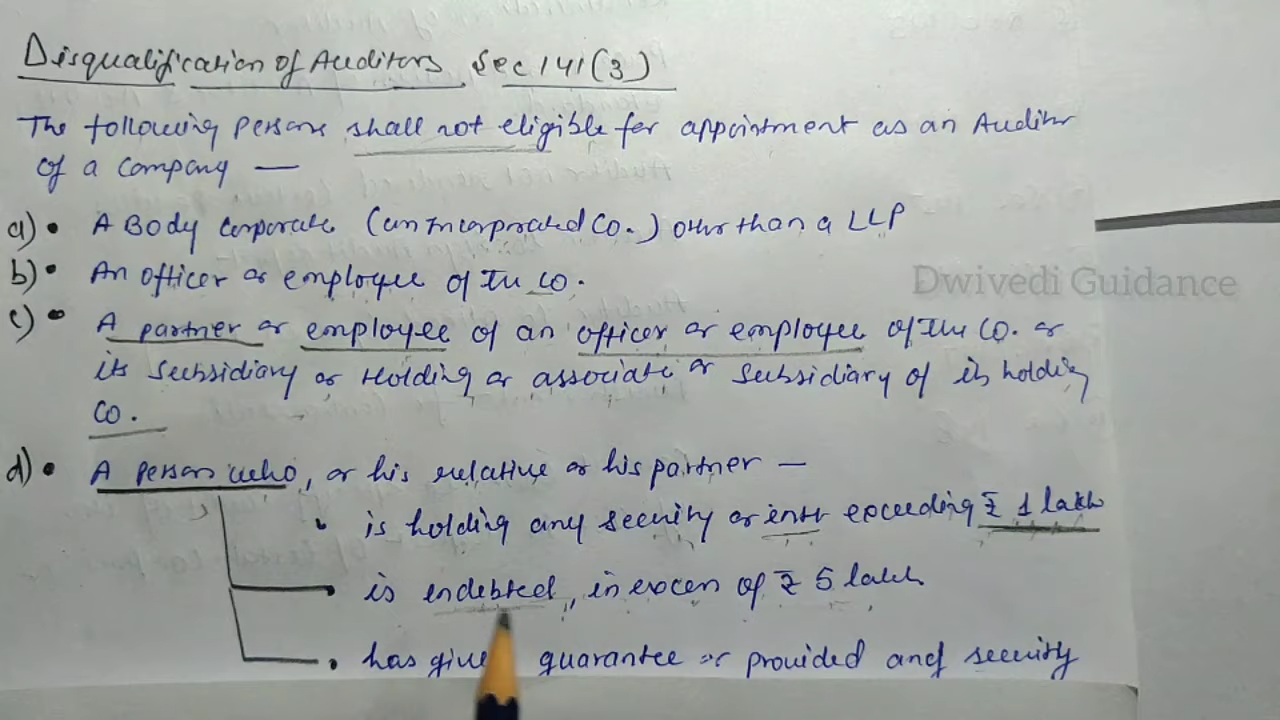 Disqualification of Auditors Sec 141(3)
The following persons shall not eligible for appointment as an Auditor
of a company —
a) • A Body corporate (an Incorporated Co.) other than a LLP
b) • An officer or employee of the co.
Dwivedi Guidance
c) • A partner or employee of an officer or employee of the Co. or
its subsidiary or Holding or associate or subsidiary of its holding
Co.
d) • A person who, or his relative or his partner —
• is holding any security or intr exceeding ₹ 1 lakh
• is indebted, in excess of ₹ 5 lakh
• has given guarantee or provided and security